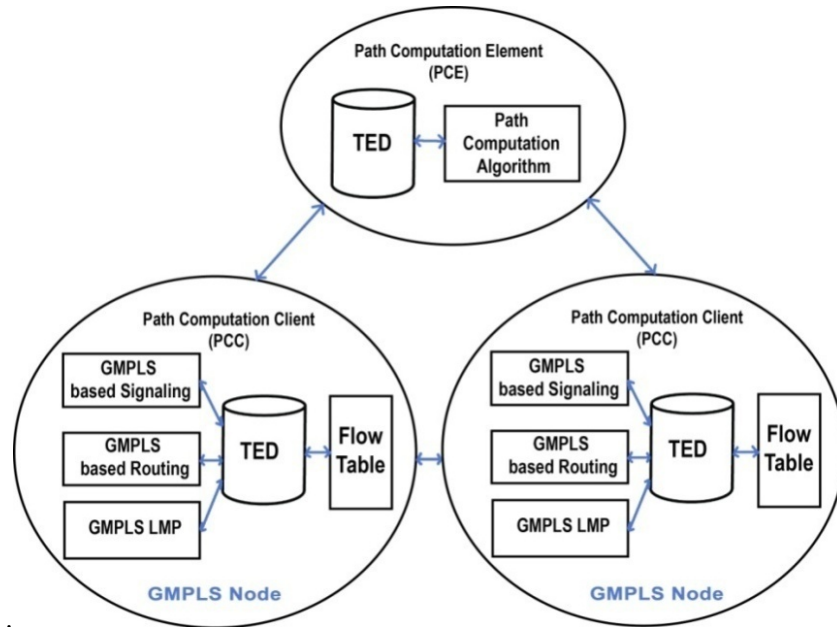 Path Computation Element
(PCE)
TED
Path
Computation
Algorithm
Path Computation Client
(PCC)
GMPLS
based Signaling
GMPLS
based Routing
GMPLS LMP
TED
Flow
Table
GMPLS Node
Path Computation Client
(PCC)
GMPLS
based Signaling
GMPLS
based Routing
GMPLS LMP
TED
Flow
Table
GMPLS Node